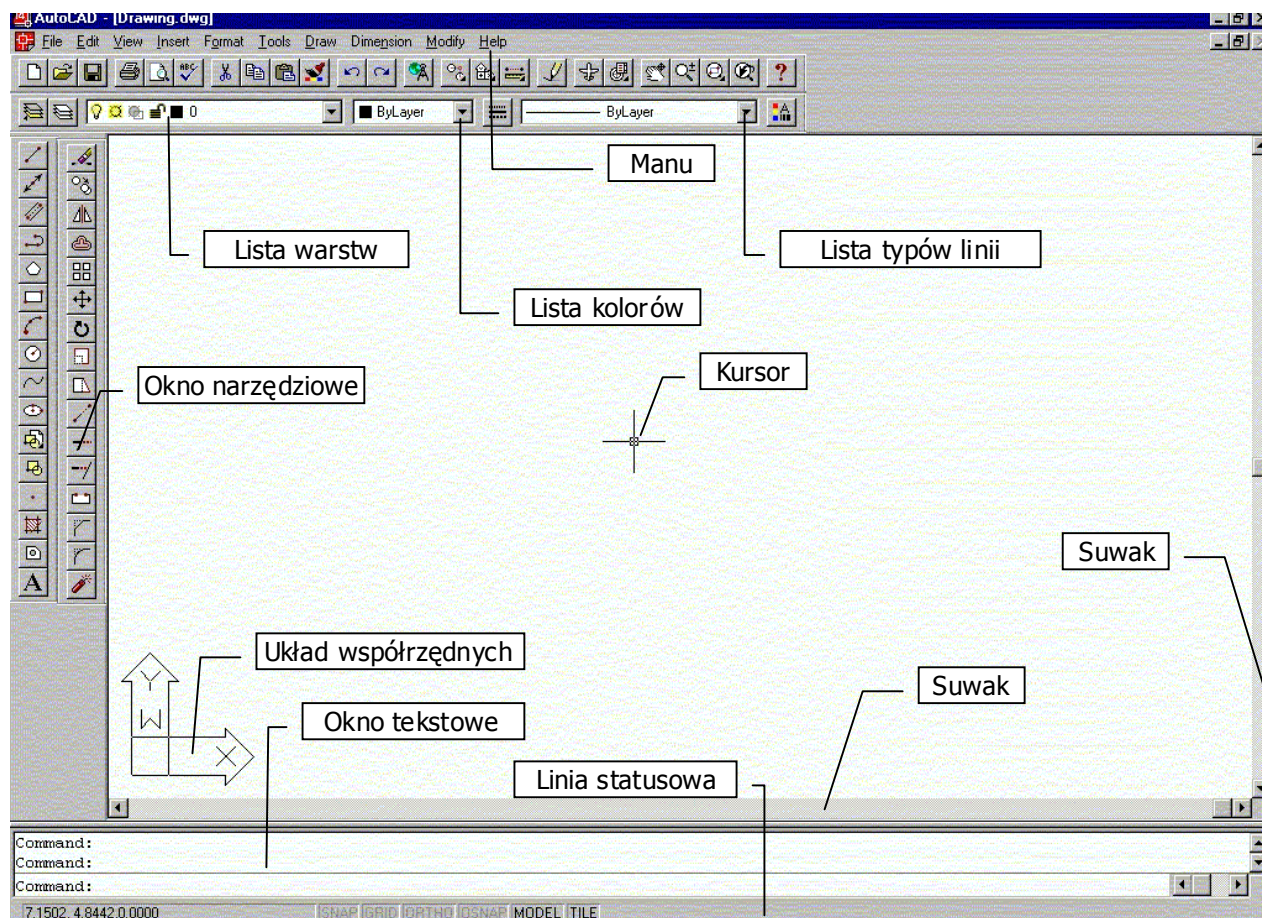 AutoCAD - [Drawing.dwg]
File Edit View Insert Format Tools Draw Dimension Modify Help
ABC
?
0 ByLayer ByLayer
Manu
Lista warstw
Lista typów linii
Lista kolorów
Okno narzędziowe
Kursor
Suwak
A
Układ współrzędnych
Y
Suwak
W
Okno tekstowe
X
Linia statusowa
Command:
Command:
Command:
7.1502, 4.8442,0.0000 SNAP GRID ORTHO OSNAP MODEL TILE